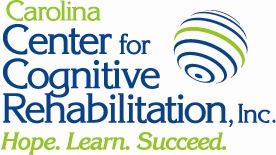 Carolina
Center for
Cognitive
Rehabilitation, Inc.
Hope. Learn. Succeed.